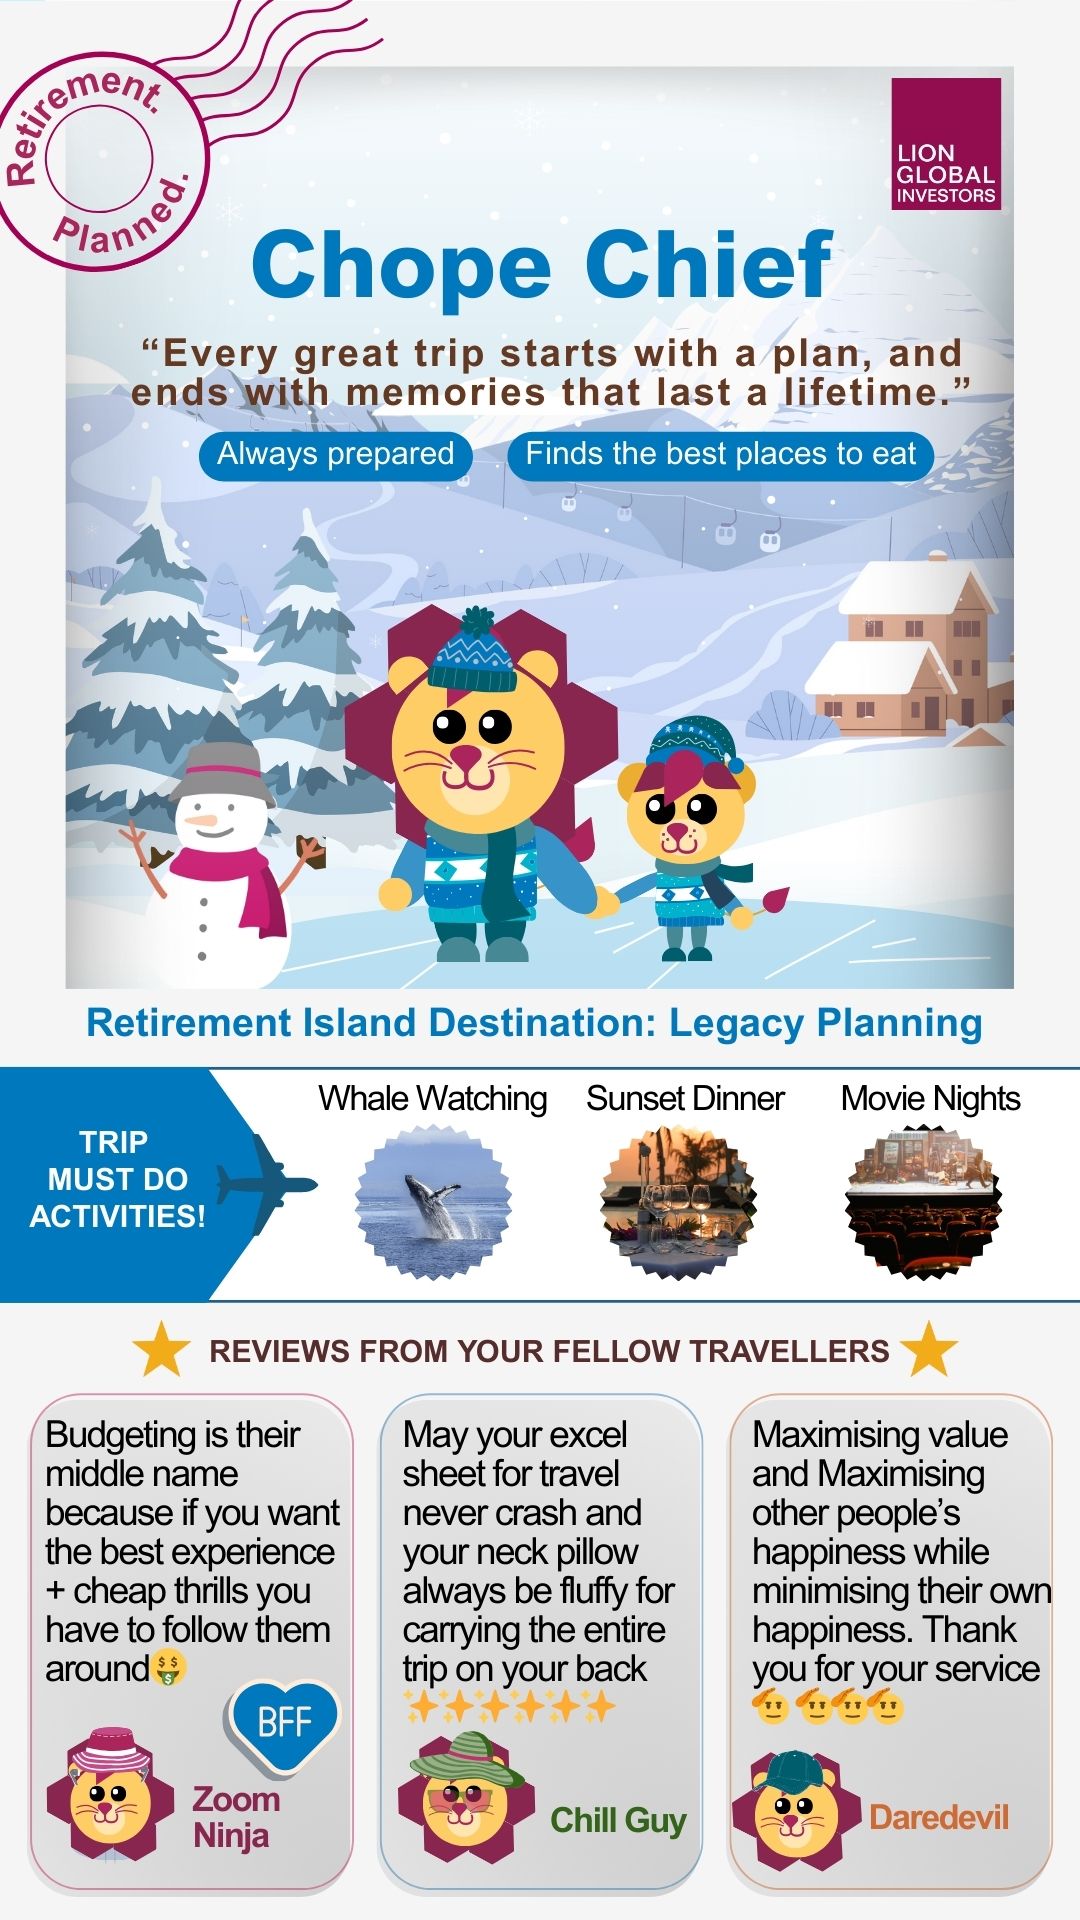 Retirement.
Planned.
LION
GLOBAL
INVESTORS
Chope Chief
“Every great trip starts with a plan, and
ends with memories that last a lifetime.”
Always prepared
Finds the best places to eat
Retirement Island Destination: Legacy Planning
TRIP
MUST DO
ACTIVITIES!
Whale Watching
Sunset Dinner
Movie Nights
REVIEWS FROM YOUR FELLOW TRAVELLERS
Budgeting is their
middle name
because if you want
the best experience
+ cheap thrills you
have to follow them
around🤑
BFF
Zoom
Ninja
May your excel
sheet for travel
never crash and
your neck pillow
always be fluffy for
carrying the entire
trip on your back
✨✨✨✨✨✨
Chill Guy
Maximising value
and Maximising
other people’s
happiness while
minimising their own
happiness. Thank
you for your service
🫡🫡🫡🫡
Daredevil